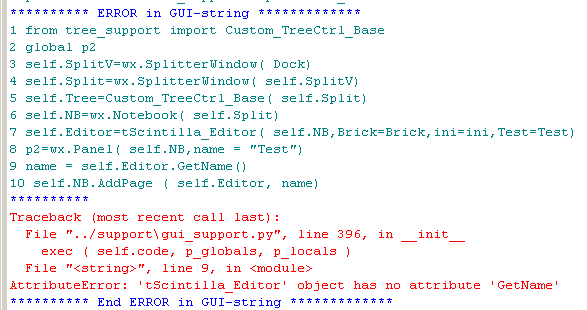 ********** ERROR in GUI-string *************
1 from tree_support import Custom_TreeCtrl_Base
2 global p2
3 self.SplitV=wx.SplitterWindow( Dock)
4 self.Split=wx.SplitterWindow( self.SplitV)
5 self.Tree=Custom_TreeCtrl_Base( self.Split)
6 self.NB=wx.Notebook( self.Split)
7 self.Editor=tScintilla_Editor( self.NB,Brick=Brick,ini=ini,Test=Test)
8 p2=wx.Panel( self.NB,name = "Test")
9 name = self.Editor.GetName()
10 self.NB.AddPage ( self.Editor, name)
**********
Traceback (most recent call last):
  File "../support\gui_support.py", line 396, in __init__
    exec ( self.code, p_globals, p_locals )
  File "<string>", line 9, in <module>
AttributeError: 'tScintilla_Editor' object has no attribute 'GetName'
********** End ERROR in GUI-string *************